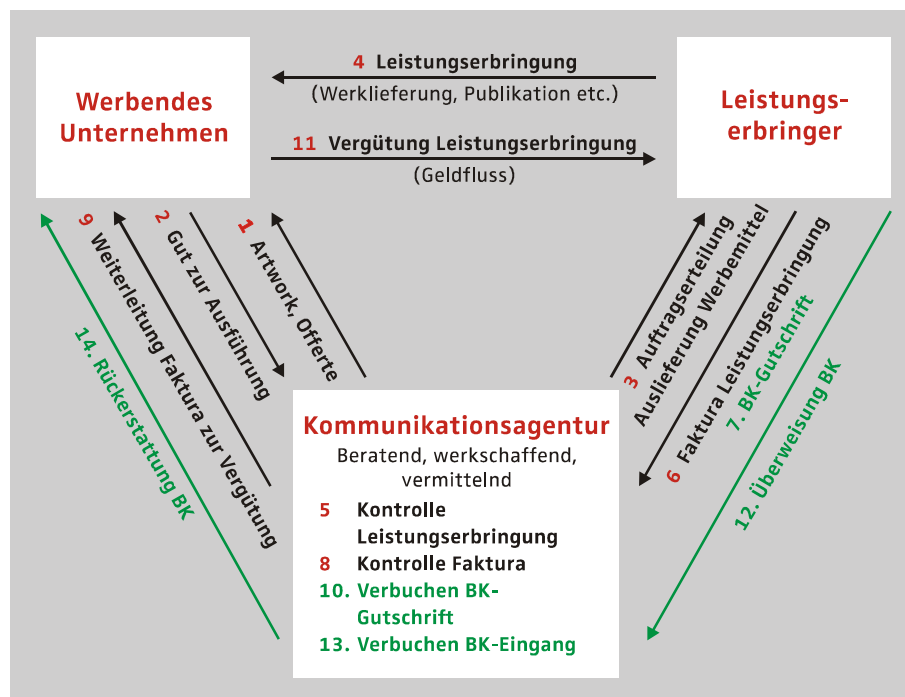 Werbendes
Unternehmen
4 Leistungserbringung
(Werklieferung, Publikation etc.)
11 Vergütung Leistungserbringung
(Geldfluss)
Leistungs-
erbringer
14. Rückerstattung BK
9 Weiterleitung Faktura zur Vergütung
2 Gut zur Ausführung
1 Artwork, Offerte
3 Auftragserteilung
Auslieferung Werbemittel
6 Faktura Leistungserbringung
7. BK-Gutschrift
12. Überweisung BK
Kommunikationsagentur
Beratend, werkschaffend,
vermittelnd
5 Kontrolle
Leistungserbringung
8 Kontrolle Faktura
10. Verbuchen BK-
Gutschrift
13. Verbuchen BK-Eingang